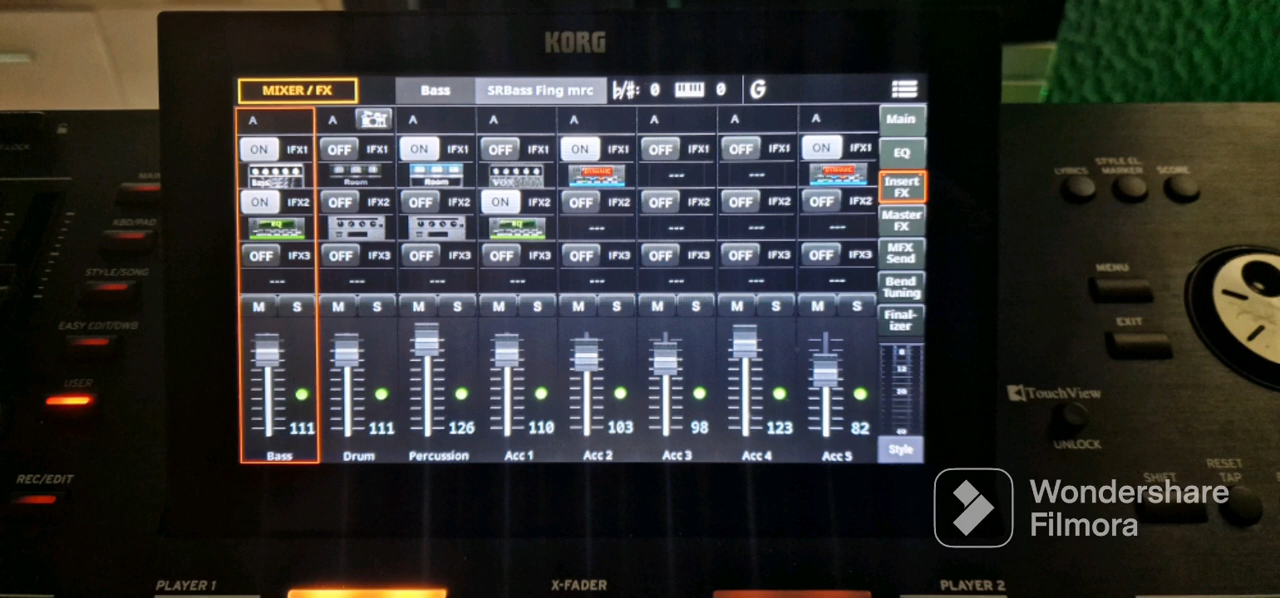 KORG
MIXER / FX Bass SRBass Fing mrc b/#: 0 0 G
A A A A A A A A Main
ON IFX1 OFF IFX1 ON IFX1 OFF IFX1 ON IFX1 OFF IFX1 OFF IFX1 ON IFX1 EQ
Room Room VOX --- --- Insert FX
ON IFX2 OFF IFX2 OFF IFX2 ON IFX2 OFF IFX2 OFF IFX2 OFF IFX2 OFF IFX2 Master FX
EQ EQ --- --- --- ---
OFF IFX3 OFF IFX3 OFF IFX3 OFF IFX3 OFF IFX3 OFF IFX3 OFF IFX3 OFF IFX3 MFX Send
--- --- --- --- --- --- --- --- Bend Tuning
M S M S M S M S M S M S M S M S Final-izer
111 111 126 110 103 98 123 82
Bass Drum Percussion Acc 1 Acc 2 Acc 3 Acc 4 Acc 5 Style
KBD/PAD
STYLE/SONG
EASY EDIT/DWB
USER
REC/EDIT
LYRICS STYLE EL. MARKER SCORE
MENU
EXIT
TouchView
UNLOCK
SHIFT RESET TAP
Wondershare
Filmora
PLAYER 1 X-FADER PLAYER 2